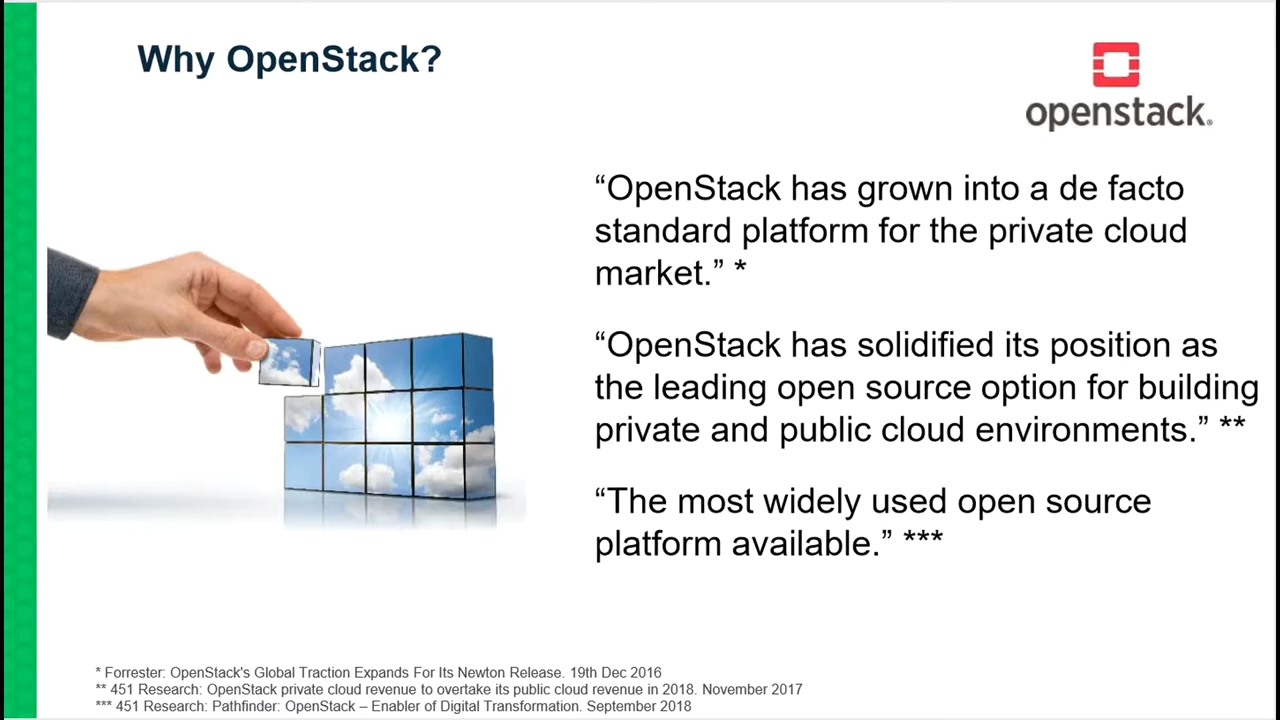 Why OpenStack?
openstack.
“OpenStack has grown into a de facto
standard platform for the private cloud
market.” *
“OpenStack has solidified its position as
the leading open source option for building
private and public cloud environments.” **
“The most widely used open source
platform available.” ***
* Forrester: OpenStack's Global Traction Expands For Its Newton Release. 19th Dec 2016
** 451 Research: OpenStack private cloud revenue to overtake its public cloud revenue in 2018. November 2017
*** 451 Research: Pathfinder: OpenStack – Enabler of Digital Transformation. September 2018